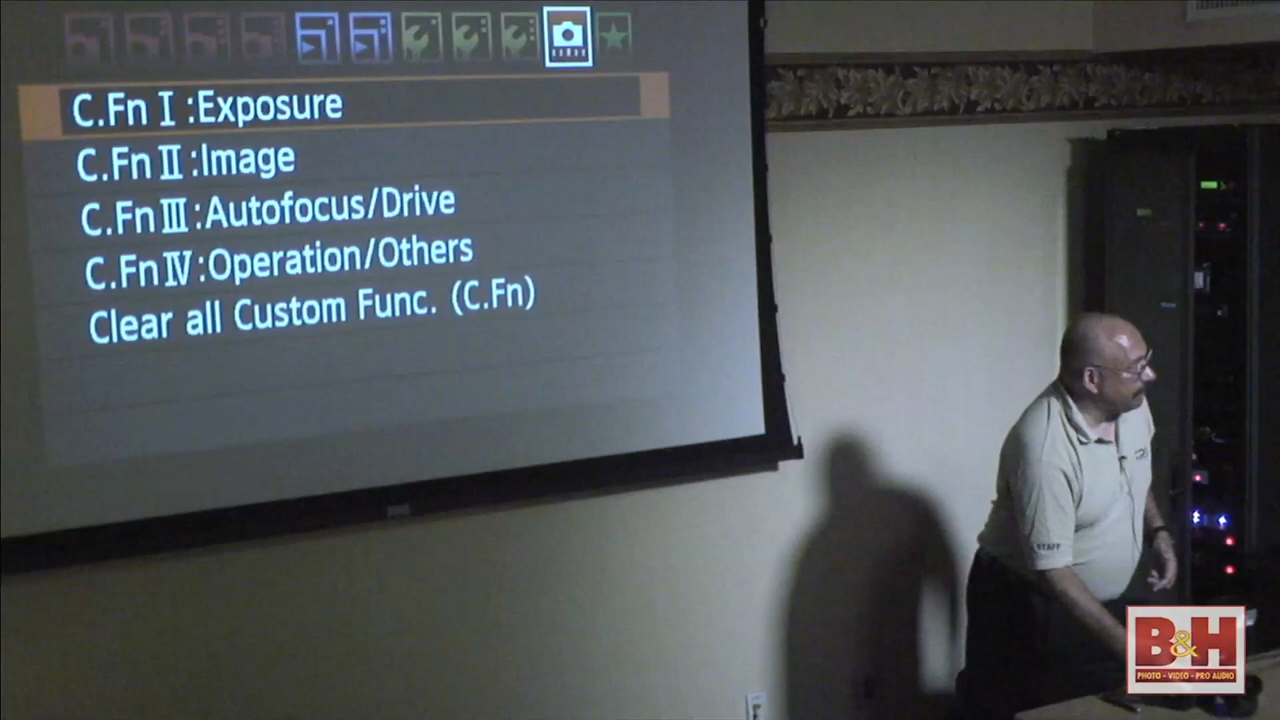 C.Fn I :Exposure
C.Fn II :Image
C.Fn III :Autofocus/Drive
C.Fn IV :Operation/Others
Clear all Custom Func. (C.Fn)
STAFF
B&H
PHOTO - VIDEO - PRO AUDIO